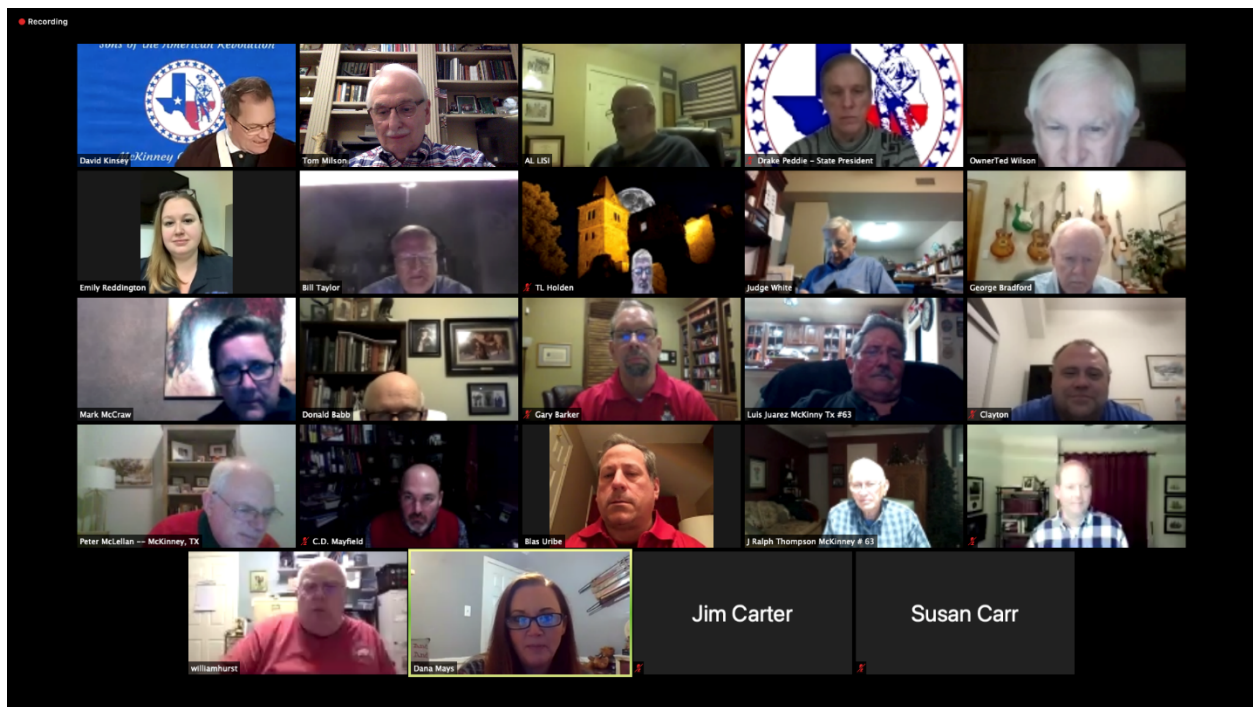 Recording
Sons of the American Revolution
McKinney
David Kinsey
Tom Milson
AL LISI
Drake Peddie - State President
OwnerTed Wilson
Emily Reddington
Bill Taylor
TL Holden
Judge White
George Bradford
Mark McCraw
Donald Babb
Gary Barker
Luis Juarez McKinny Tx #63
Clayton
Peter McLellan -- McKinney, TX
C.D. Mayfield
Blas Uribe
J Ralph Thompson McKinney # 63
williamhurst
Dana Mays
Jim Carter
Susan Carr